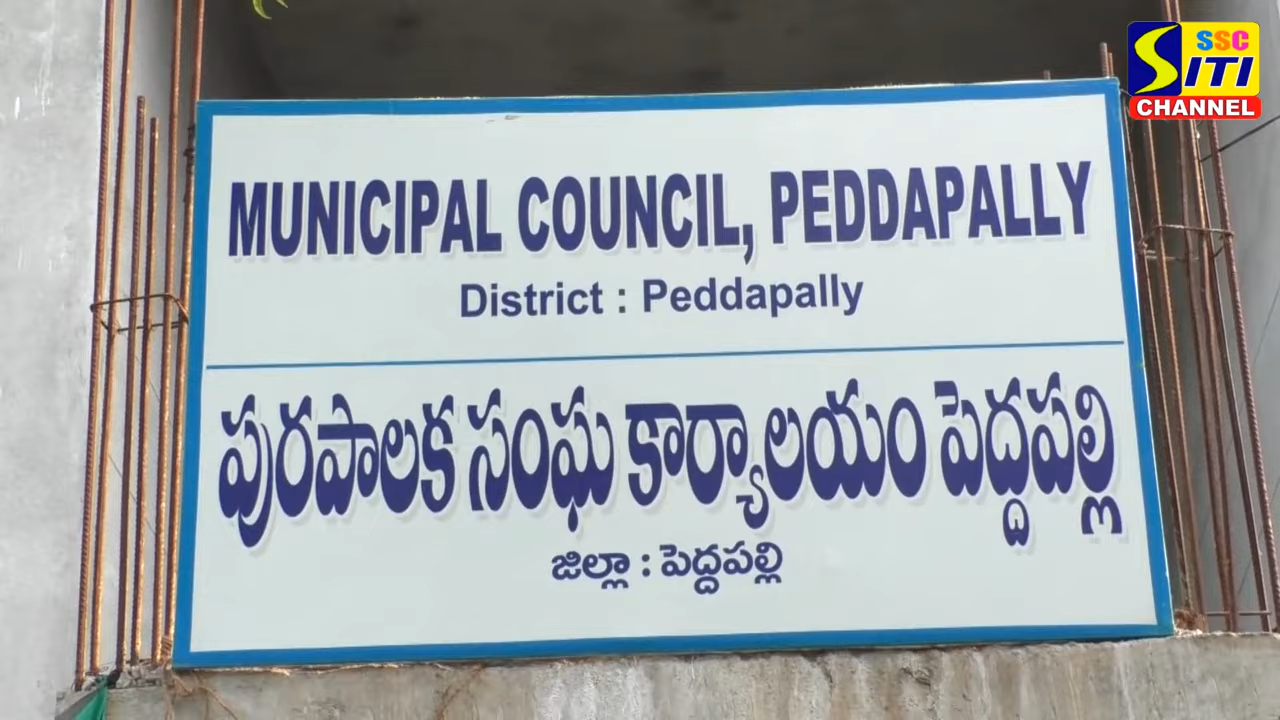 SSC
SITI
CHANNEL
MUNICIPAL COUNCIL, PEDDAPALLY
District : Peddapally
పురపాలక సంఘ కార్యాలయం పెద్దపల్లి
జిల్లా : పెద్దపల్లి